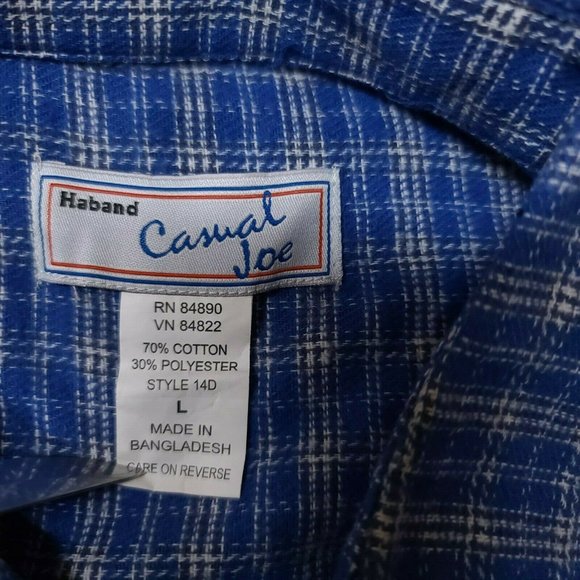 Haband
Casual
Joe
RN 84890
VN 84822
70% COTTON
30% POLYESTER
STYLE 14D
L
MADE IN
BANGLADESH
CARE ON REVERSE